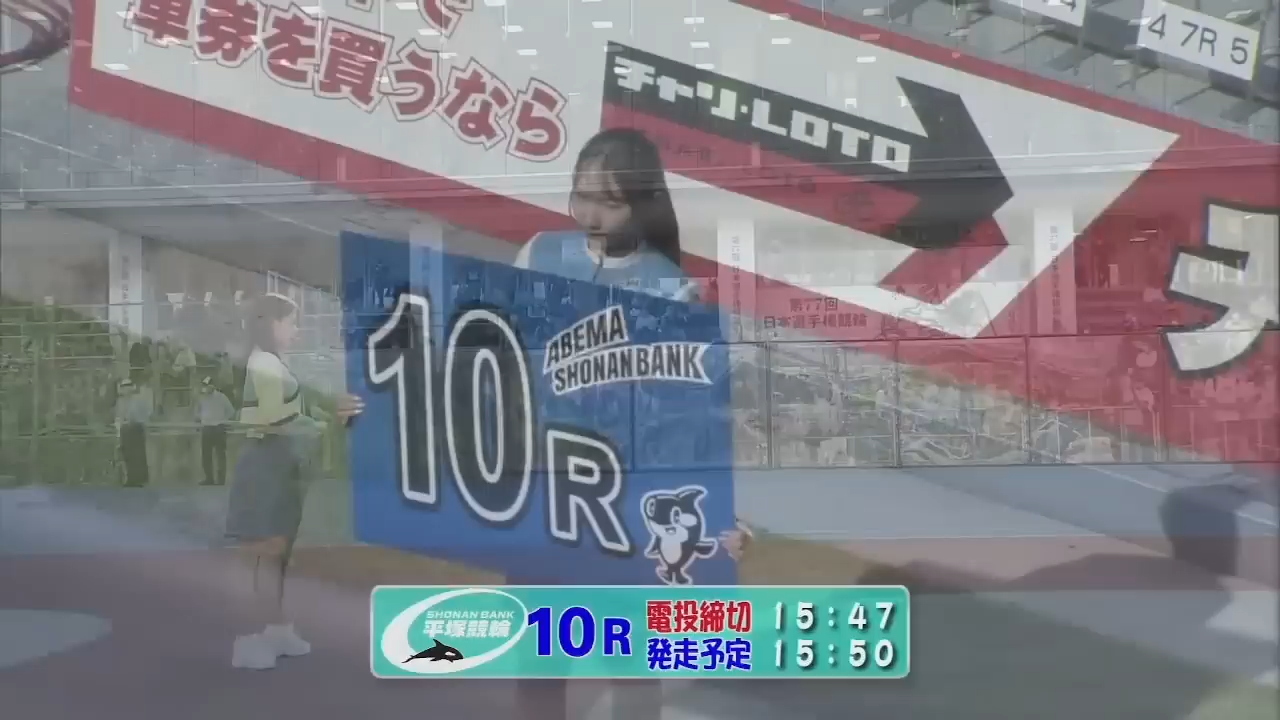 車券を買うなら
チャリ・LOTO
4 7R 5
第77回
日本選手権競輪
10R
ABEMA
SHONAN BANK
SHONAN BANK
平塚競輪
10R
電投締切 15:47
発走予定 15:50